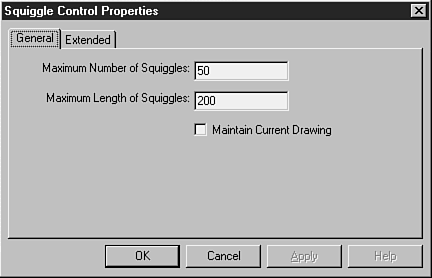 Squiggle Control Properties
General Extended
Maximum Number of Squiggles: 50
Maximum Length of Squiggles: 200
Maintain Current Drawing
OK Cancel Apply Help